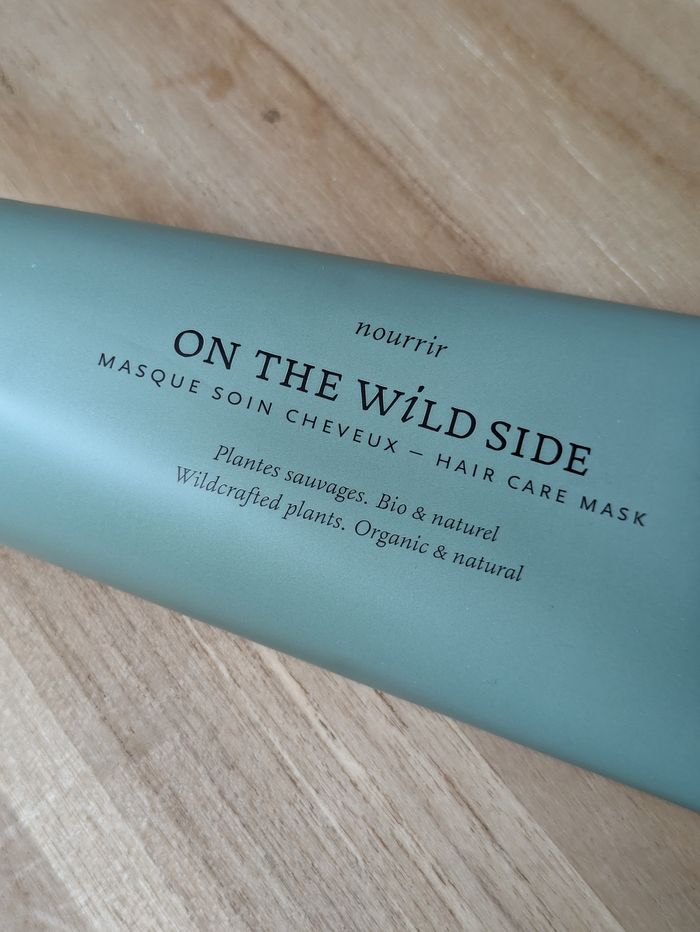 nourrir
ON THE WiLD SIDE
MASQUE SOIN CHEVEUX – HAIR CARE MASK
Plantes sauvages. Bio & naturel
Wildcrafted plants. Organic & natural